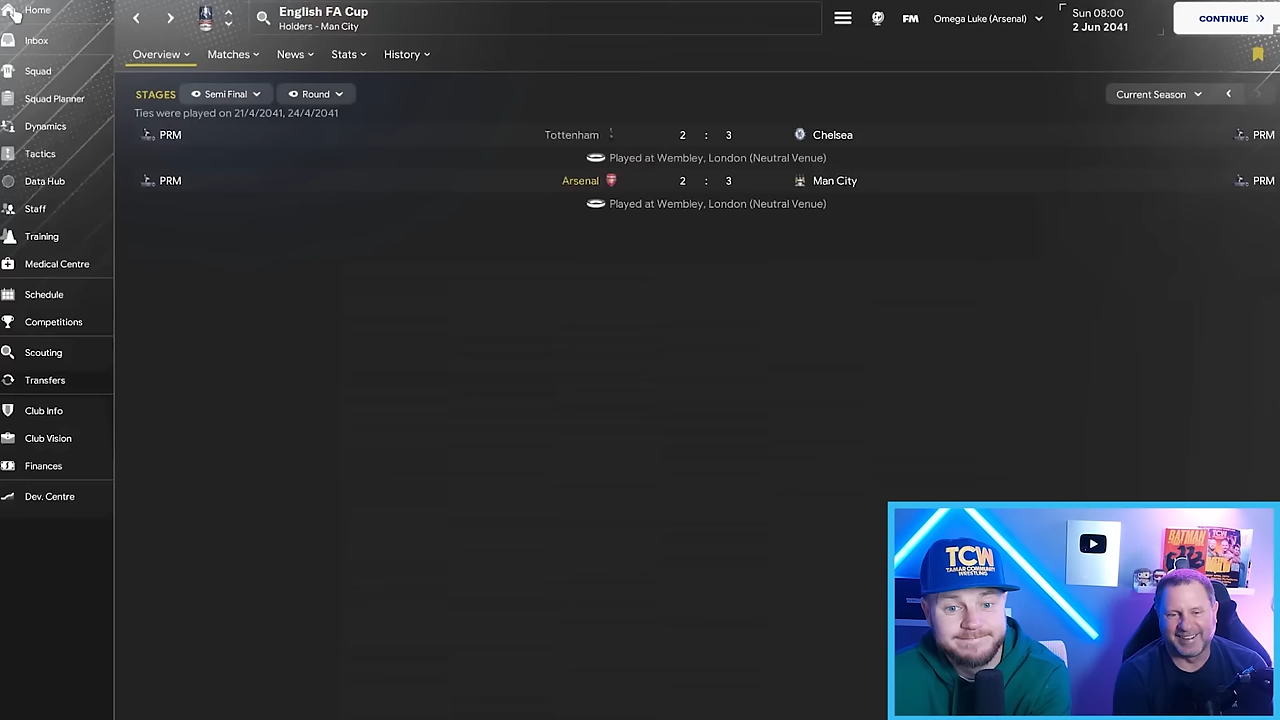 Home
English FA Cup
Holders - Man City
FM
Omega Luke (Arsenal)
Sun 08:00
2 Jun 2041
CONTINUE
Inbox
Squad
Squad Planner
Dynamics
Tactics
Data Hub
Staff
Training
Medical Centre
Schedule
Competitions
Scouting
Transfers
Club Info
Club Vision
Finances
Dev. Centre
Overview
Matches
News
Stats
History
STAGES
Semi Final
Round
Current Season
Ties were played on 21/4/2041, 24/4/2041
PRM Tottenham 2 : 3 Chelsea PRM
Played at Wembley, London (Neutral Venue)
PRM Arsenal 2 : 3 Man City PRM
Played at Wembley, London (Neutral Venue)
TCW
TAMAR COMMUNITY
WRESTLING
BATMAN
TCW